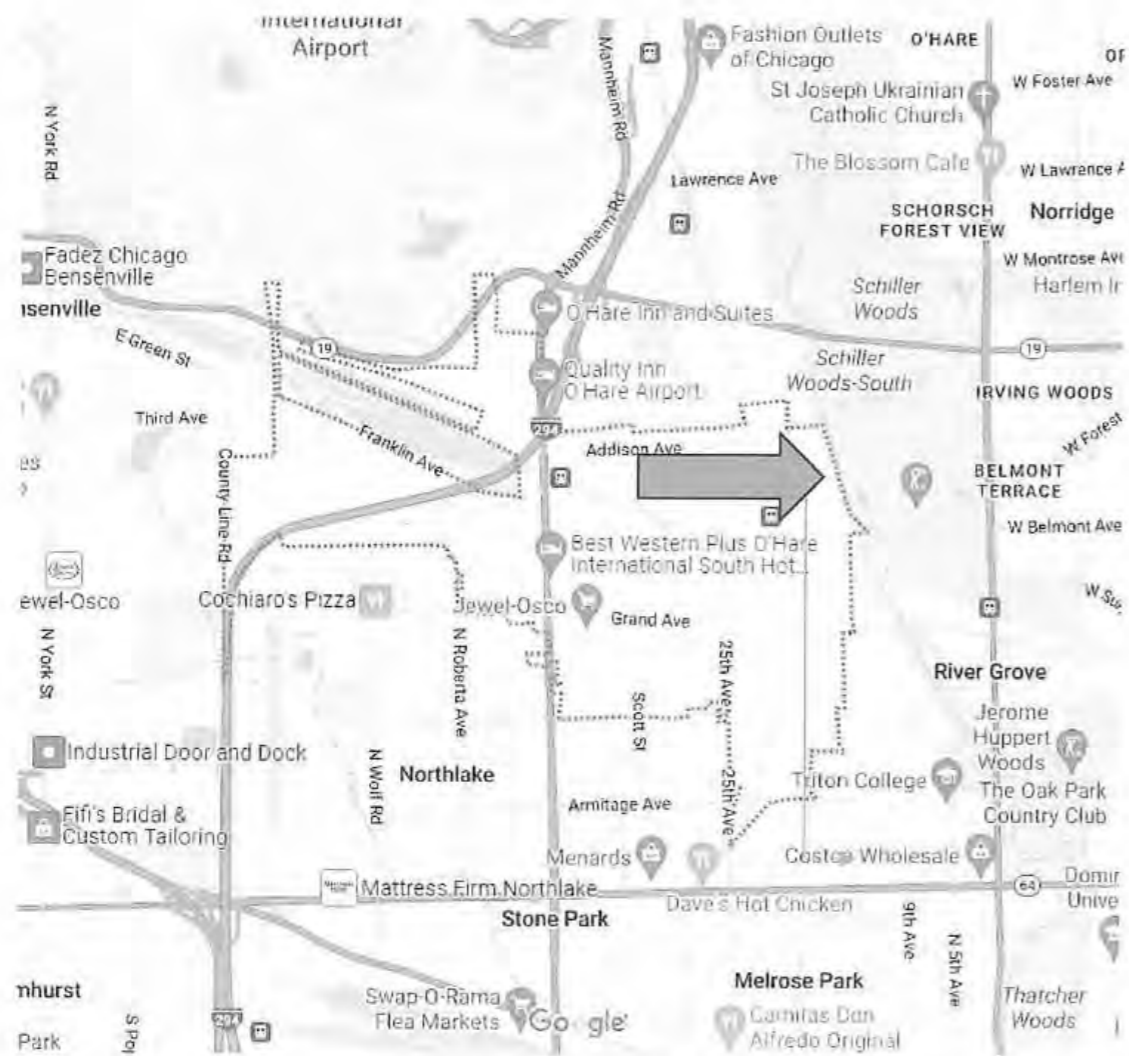 International
Airport
Fashion Outlets
of Chicago
O'HARE
W Foster Ave
St Joseph Ukrainian
Catholic Church
N York Rd
Mannheim Rd
The Blossom Cafe
W Lawrence
Lawrence Ave
SCHORSCH
FOREST VIEW
Norridge
Mannheim Rd
Fadez Chicago
Bensenville
W Montrose Ave
Schiller
Woods
Harlem Ir
isenville
O'Hare Inn and Suites
E Green St
19
19
Schiller
Woods-South
Quality Inn
O'Hare Airport
IRVING WOODS
Third Ave
Franklin Ave
294
Addison Ave
W Forest
BELMONT
TERRACE
County Line Rd
W Belmont Ave
Best Western Plus O'Hare
International South Hot...
ewel-Osco
Cochiaro's Pizza
Jewel-Osco
Grand Ave
N York St
N Roberta Ave
25th Ave
River Grove
Scott St
Jerome
Huppert
Woods
Industrial Door and Dock
N Wolf Rd
Northlake
Triton College
The Oak Park
Country Club
Armitage Ave
25th Ave
Fifi's Bridal &
Custom Tailoring
Menards
Costco Wholesale
Mattress Firm Northlake
64
Domin
Unive
Dave's Hot Chicken
Stone Park
9th Ave
N 5th Ave
mhurst
Melrose Park
Swap-O-Rama
Flea Markets
Google
Thatcher
Woods
294
Park
Carnitas Don
Alfredo Original